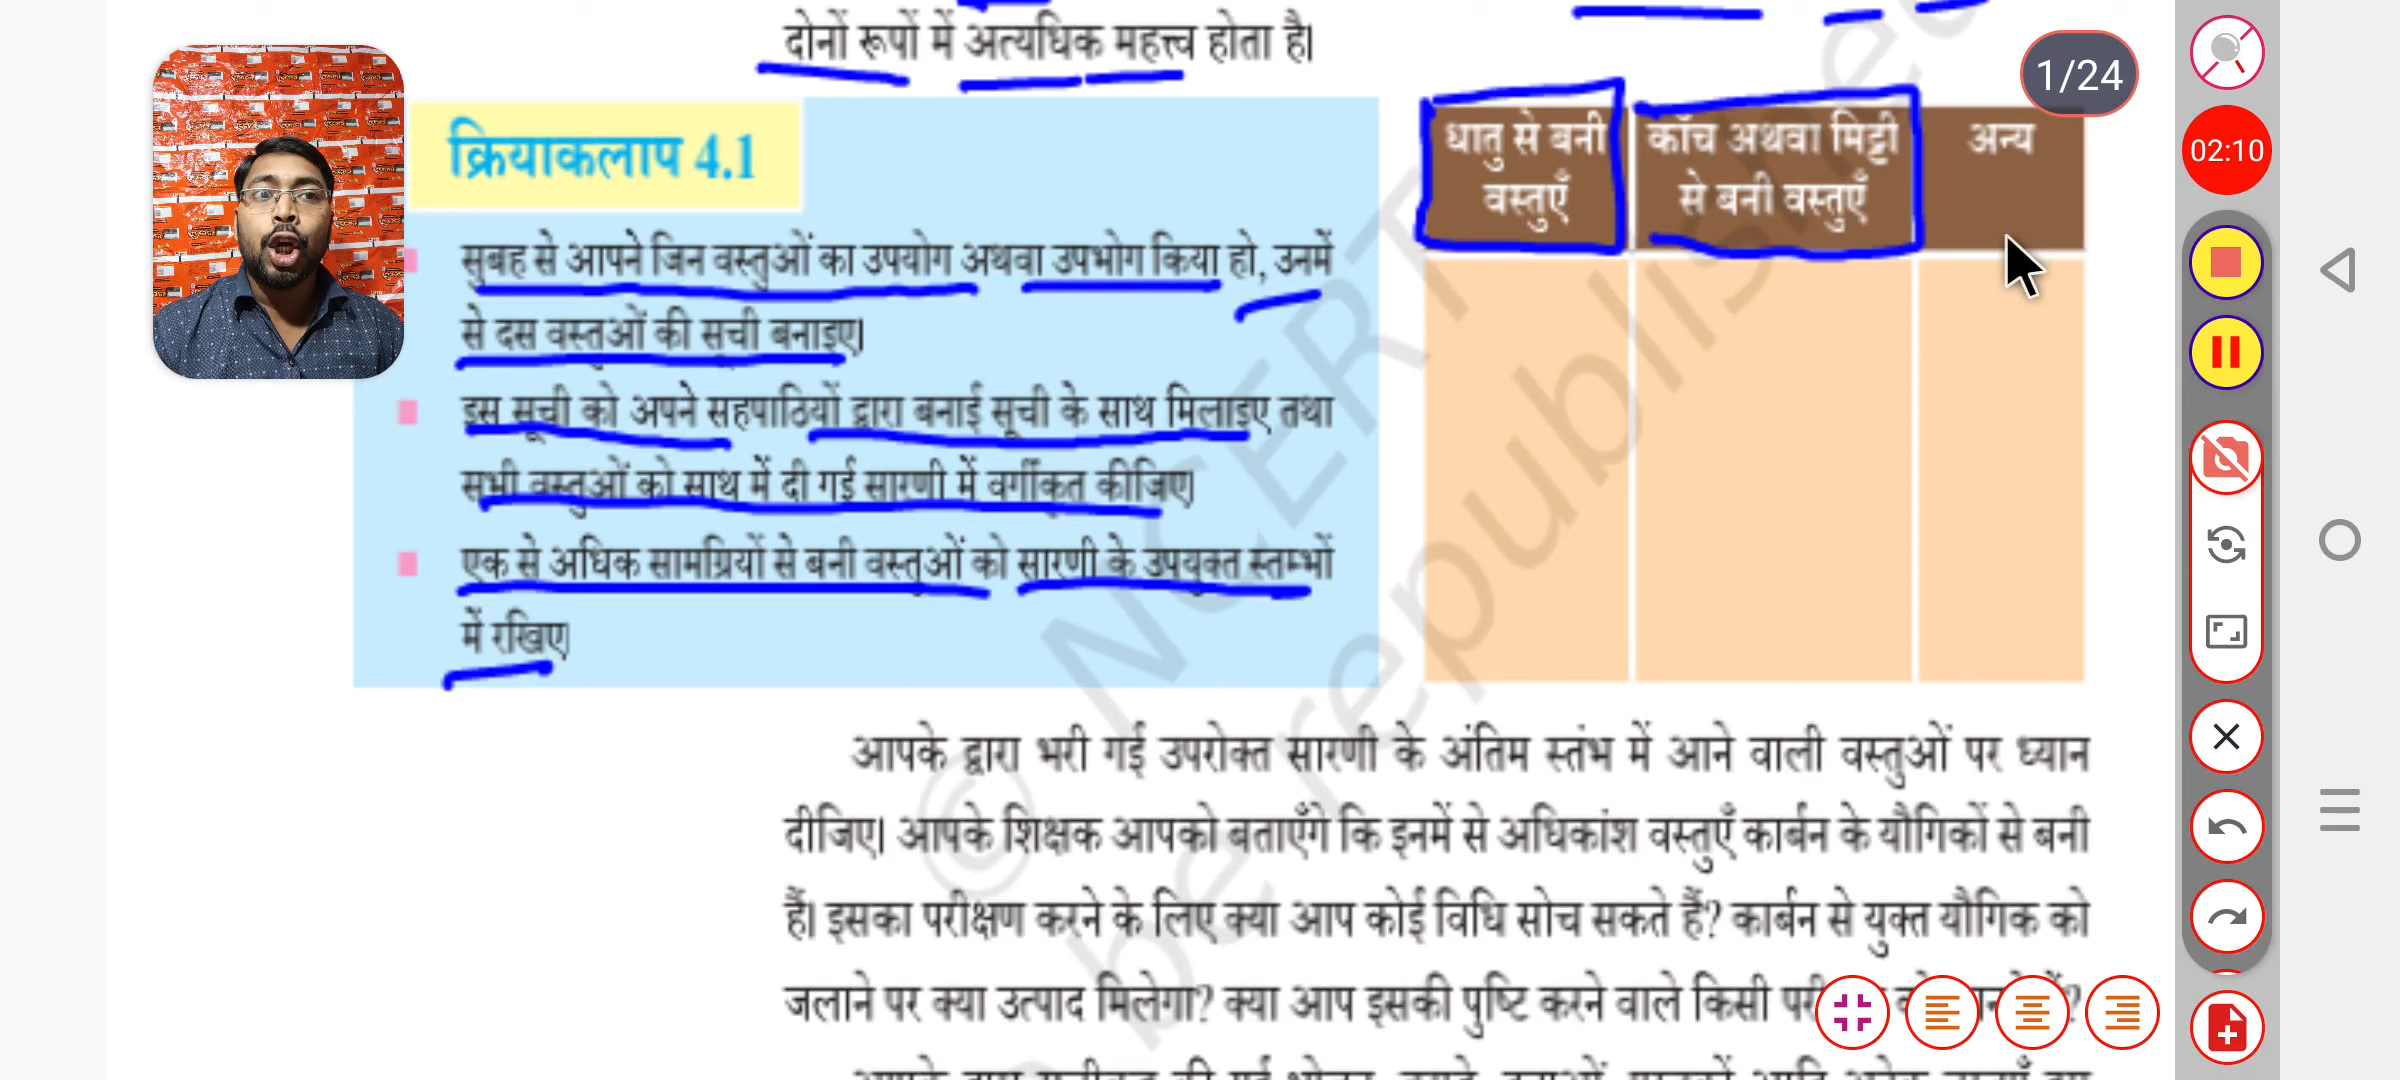 दोनों रूपों में अत्यधिक महत्त्व होता है।
1/24
क्रियाकलाप 4.1
सुबह से आपने जिन वस्तुओं का उपयोग अथवा उपभोग किया हो, उनमें
से दस वस्तुओं की सूची बनाइए।
इस सूची को अपने सहपाठियों द्वारा बनाई सूची के साथ मिलाइए तथा
सभी वस्तुओं को साथ में दी गई सारणी में वर्गीकृत कीजिए।
एक से अधिक सामग्रियों से बनी वस्तुओं को सारणी के उपयुक्त स्तम्भों
में रखिए।
धातु से बनी
वस्तुएँ
काँच अथवा मिट्टी
से बनी वस्तुएँ
अन्य
02:10
© NCERT
be republished
आपके द्वारा भरी गई उपरोक्त सारणी के अंतिम स्तंभ में आने वाली वस्तुओं पर ध्यान
दीजिए। आपके शिक्षक आपको बताएँगे कि इनमें से अधिकांश वस्तुएँ कार्बन के यौगिकों से बनी
हैं। इसका परीक्षण करने के लिए क्या आप कोई विधि सोच सकते हैं? कार्बन से युक्त यौगिक को
जलाने पर क्या उत्पाद मिलेगा? क्या आप इसकी पुष्टि करने वाले किसी